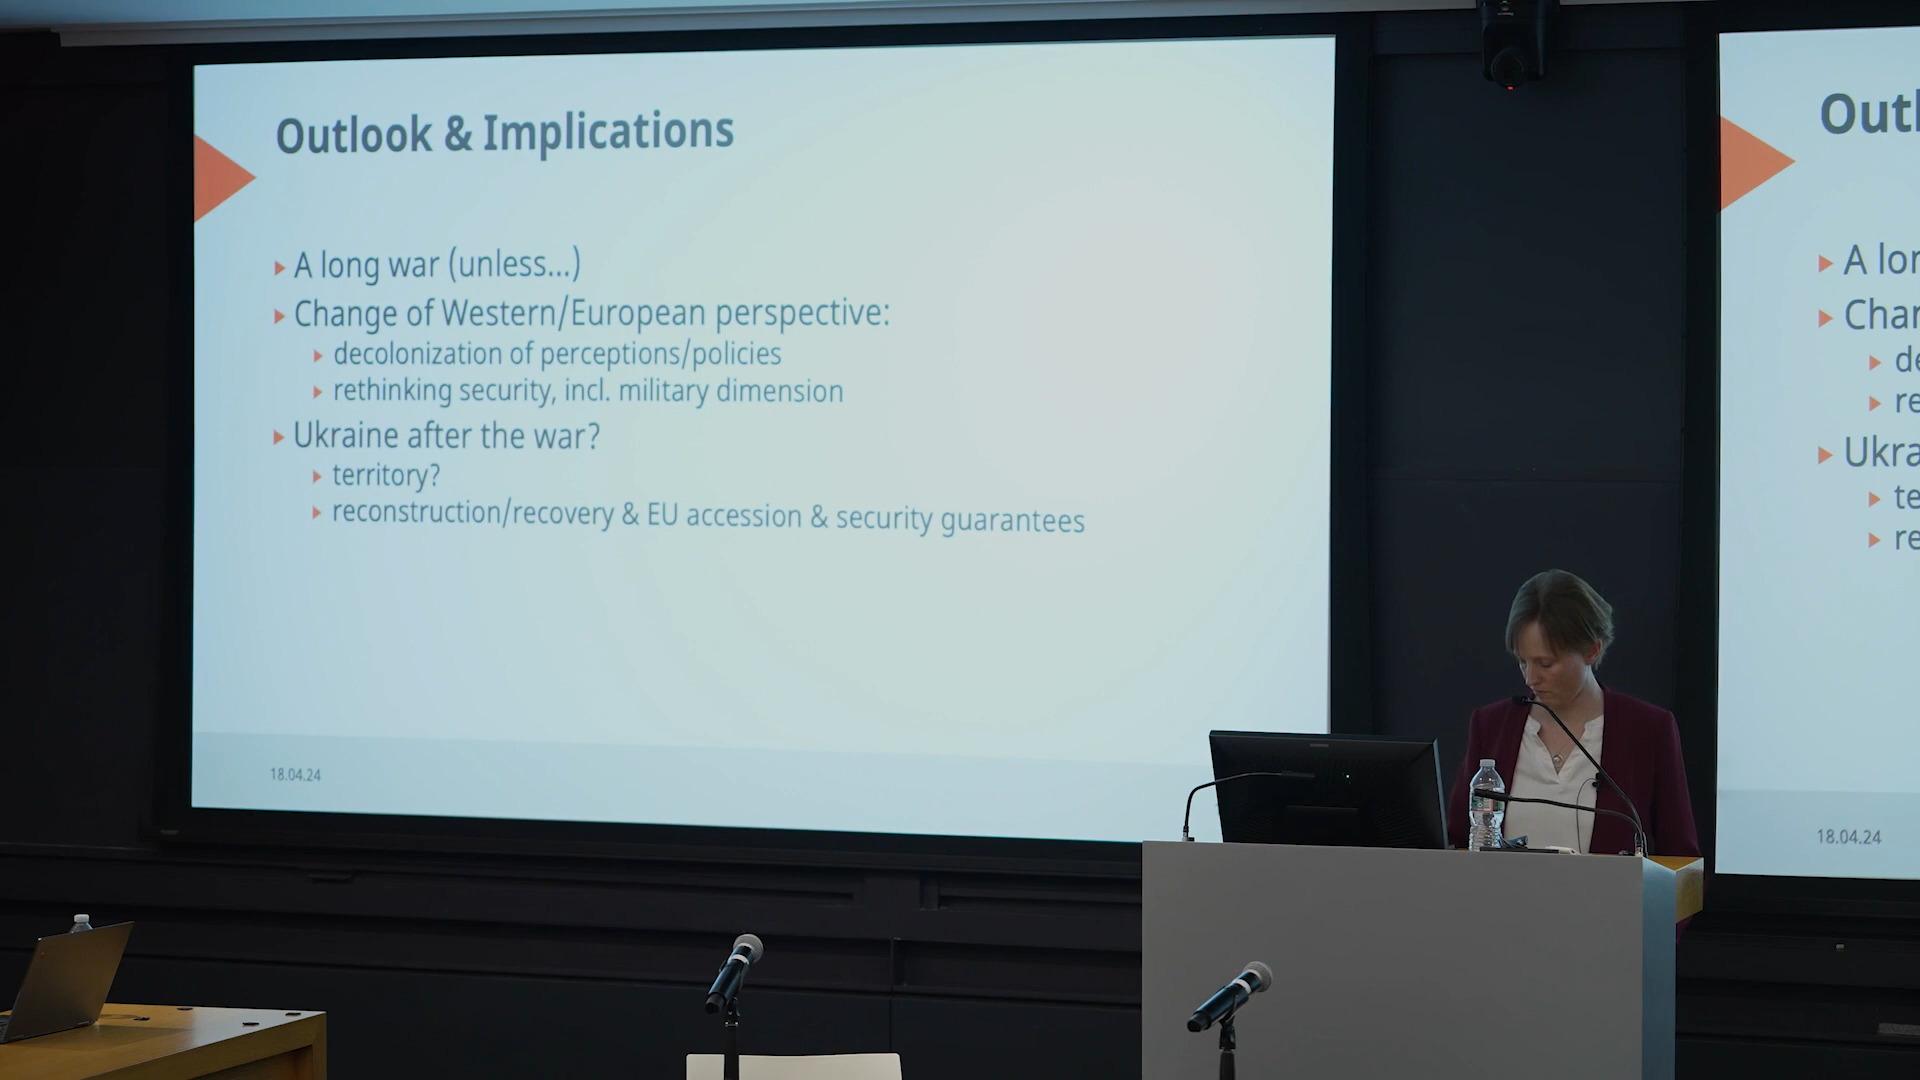 Outlook & Implications
A long war (unless...)
Change of Western/European perspective:
decolonization of perceptions/policies
rethinking security, incl. military dimension
Ukraine after the war?
territory?
reconstruction/recovery & EU accession & security guarantees
18.04.24
Outl
A lor
Char
de
re
Ukra
te
re
18.04.24